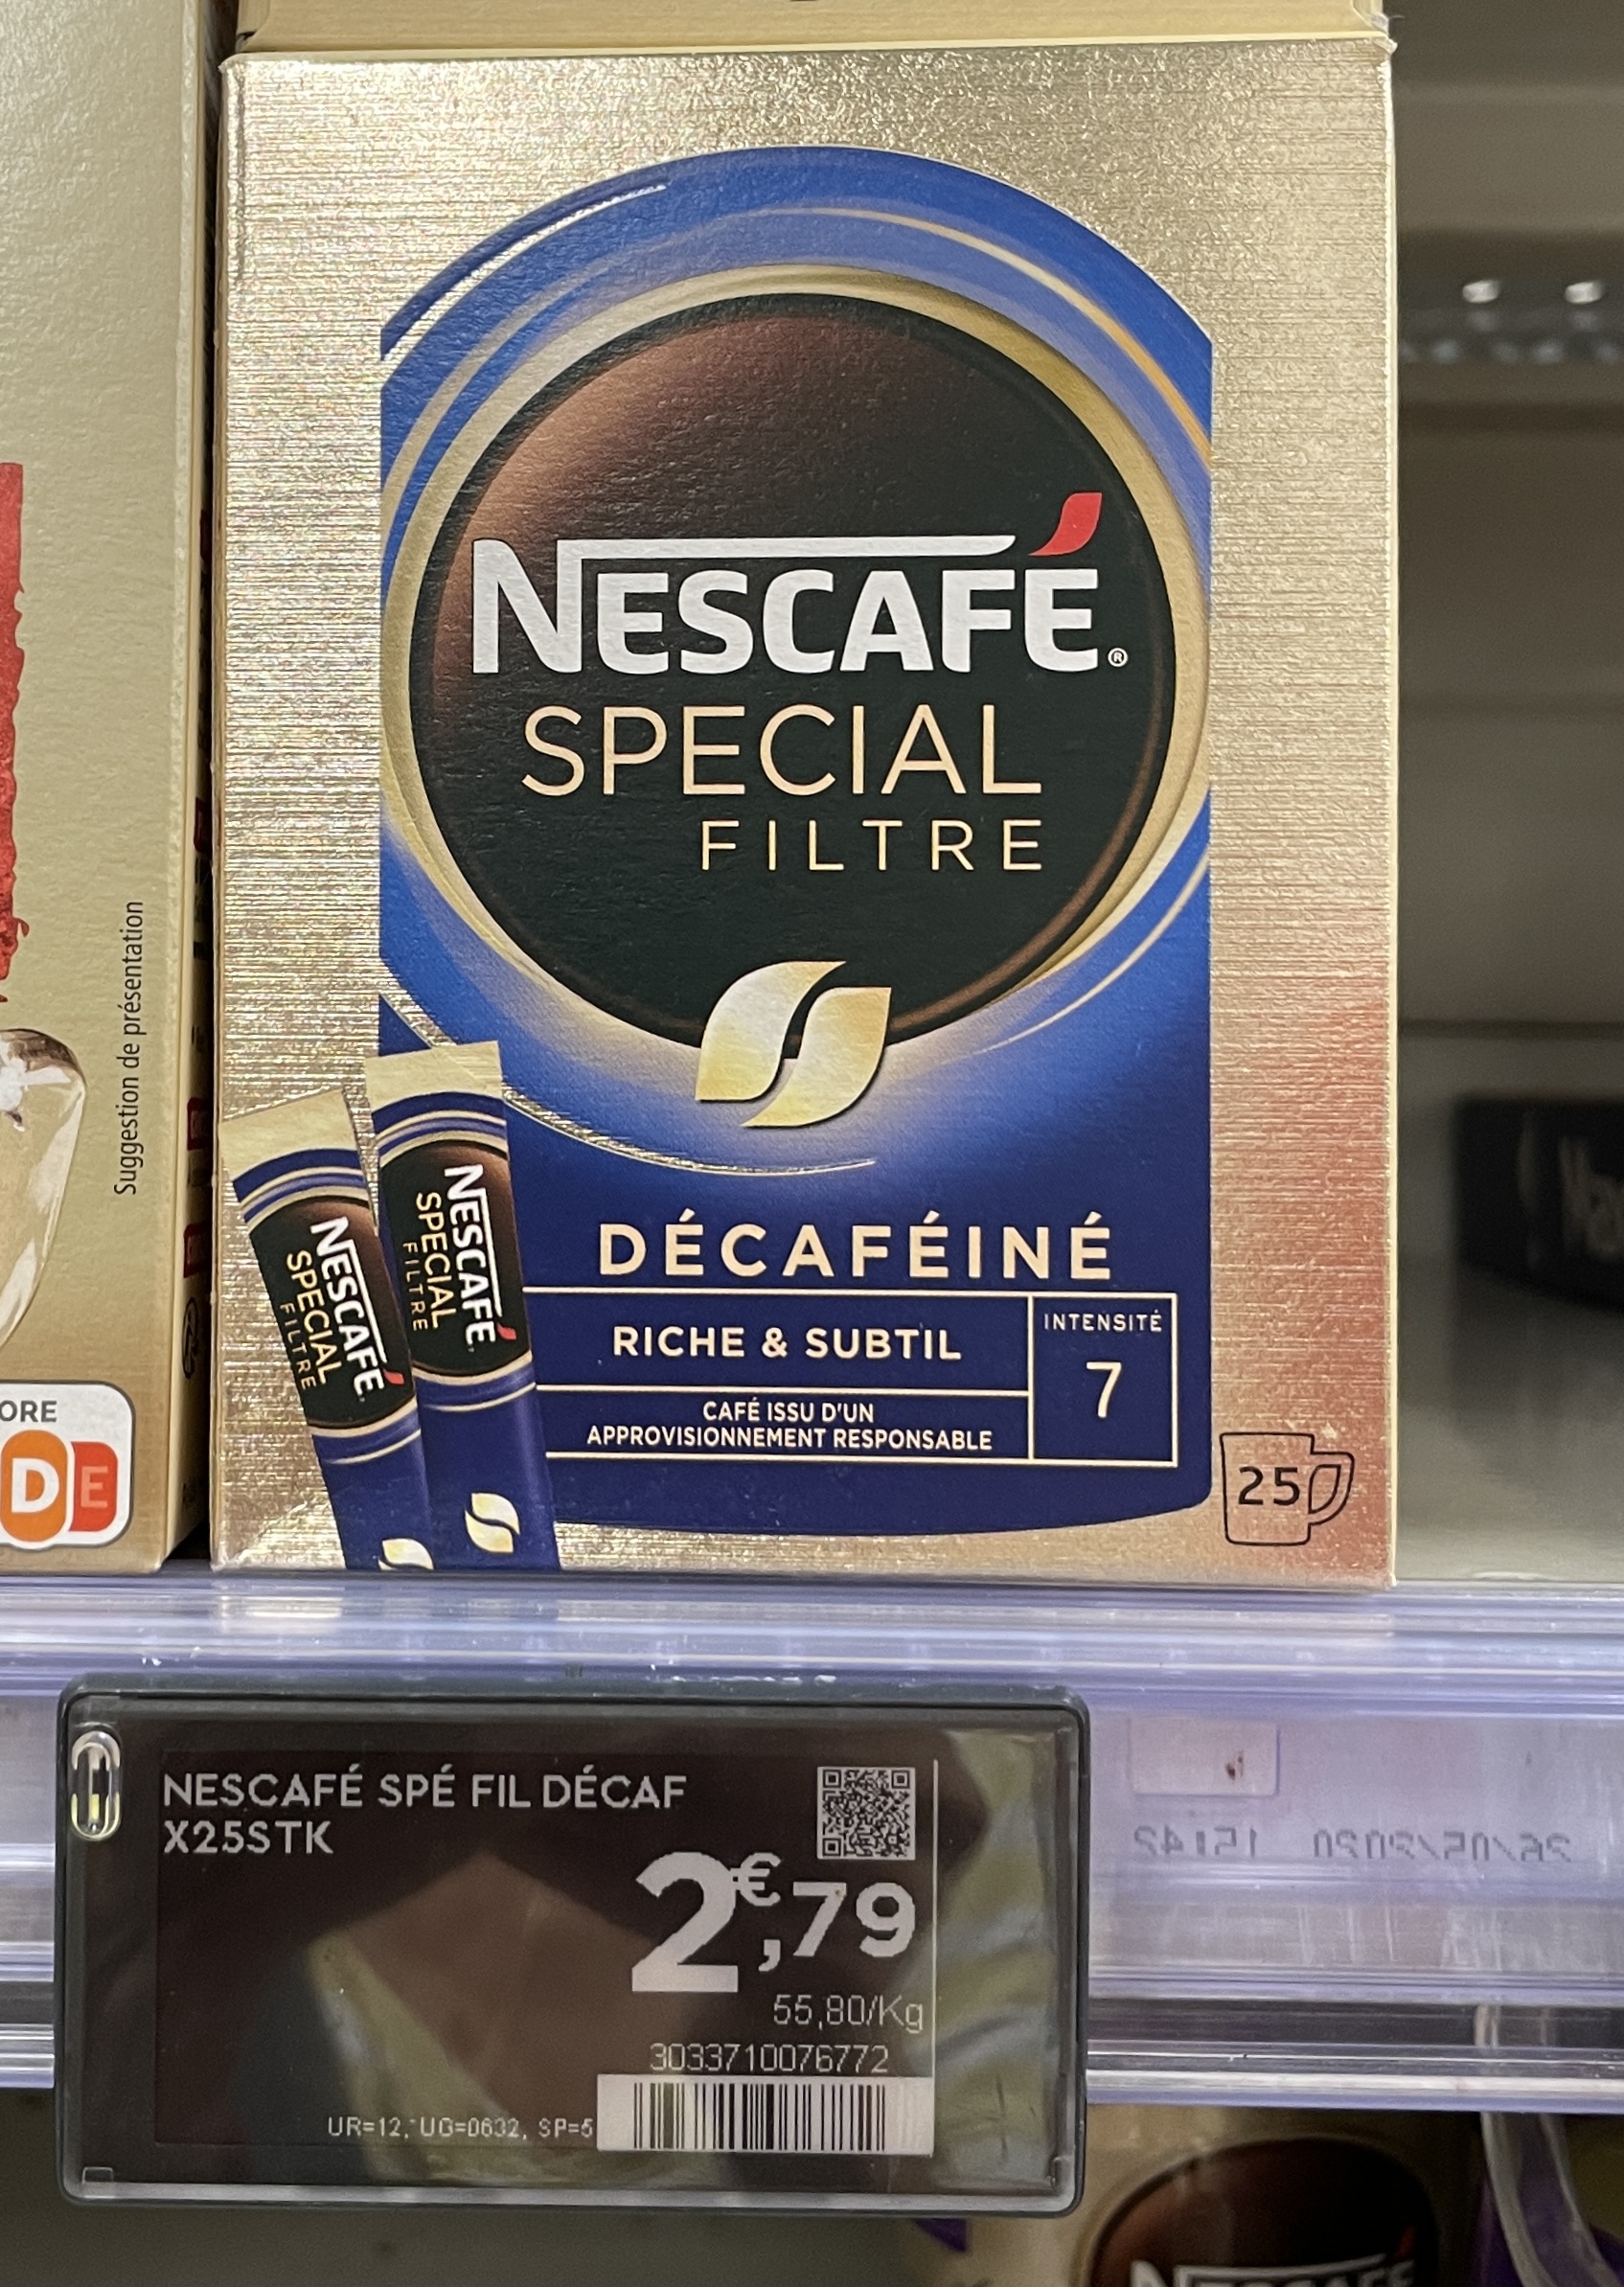 Suggestion de présentation
ORE
D E
NESCAFÉ®
SPECIAL
FILTRE
NESCAFÉ
SPECIAL
FILTRE
NESCAFÉ
SPECIAL
FILTRE
DÉCAFÉINÉ
RICHE & SUBTIL
INTENSITÉ
7
CAFÉ ISSU D'UN
APPROVISIONNEMENT RESPONSABLE
25
NESCAFÉ SPÉ FIL DÉCAF
X25STK
2€,79
55,80/Kg
3033710076772
UR=12, UG=0632, SP=5
NESCAFÉ